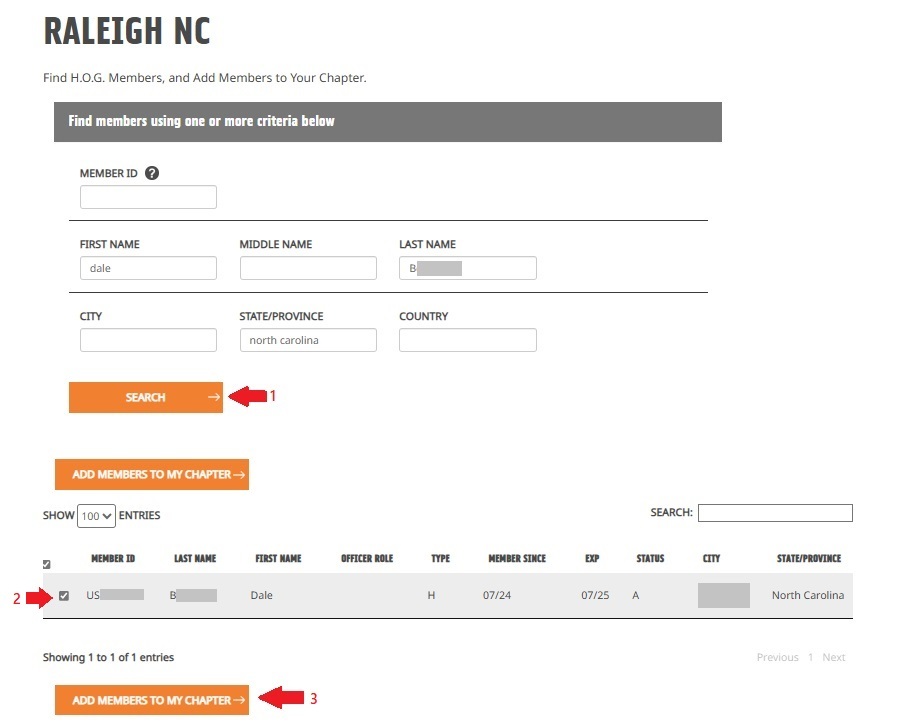 RALEIGH NC
Find H.O.G. Members, and Add Members to Your Chapter.
Find members using one or more criteria below
MEMBER ID ?
FIRST NAME MIDDLE NAME LAST NAME
dale B
CITY STATE/PROVINCE COUNTRY
north carolina
SEARCH → 1
ADD MEMBERS TO MY CHAPTER →
SHOW 100 ENTRIES SEARCH:
MEMBER ID LAST NAME FIRST NAME OFFICER ROLE TYPE MEMBER SINCE EXP STATUS CITY STATE/PROVINCE
2 US B Dale H 07/24 07/25 A North Carolina
Showing 1 to 1 of 1 entries Previous 1 Next
ADD MEMBERS TO MY CHAPTER → 3